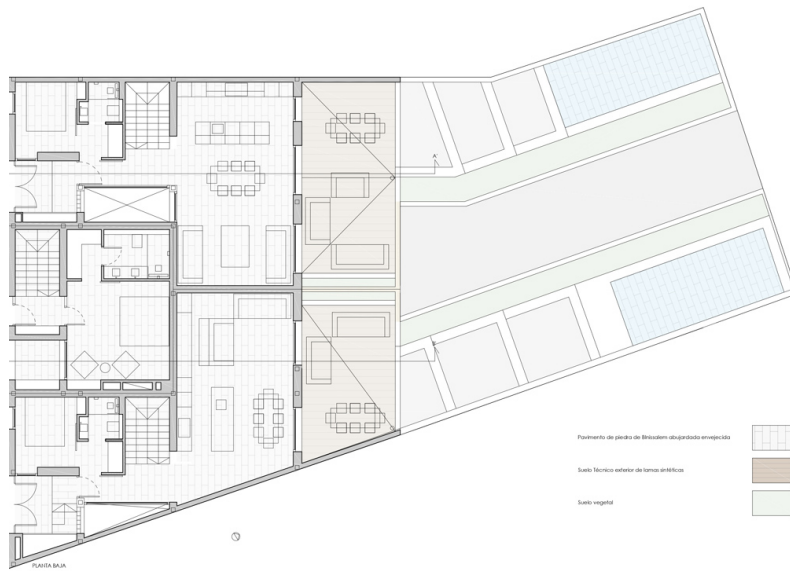 A'
Pavimento de piedra de Binissalem abujardada envejecida
Suelo Técnico exterior de lamas sintéticas
Suelo vegetal
PLANTA BAJA